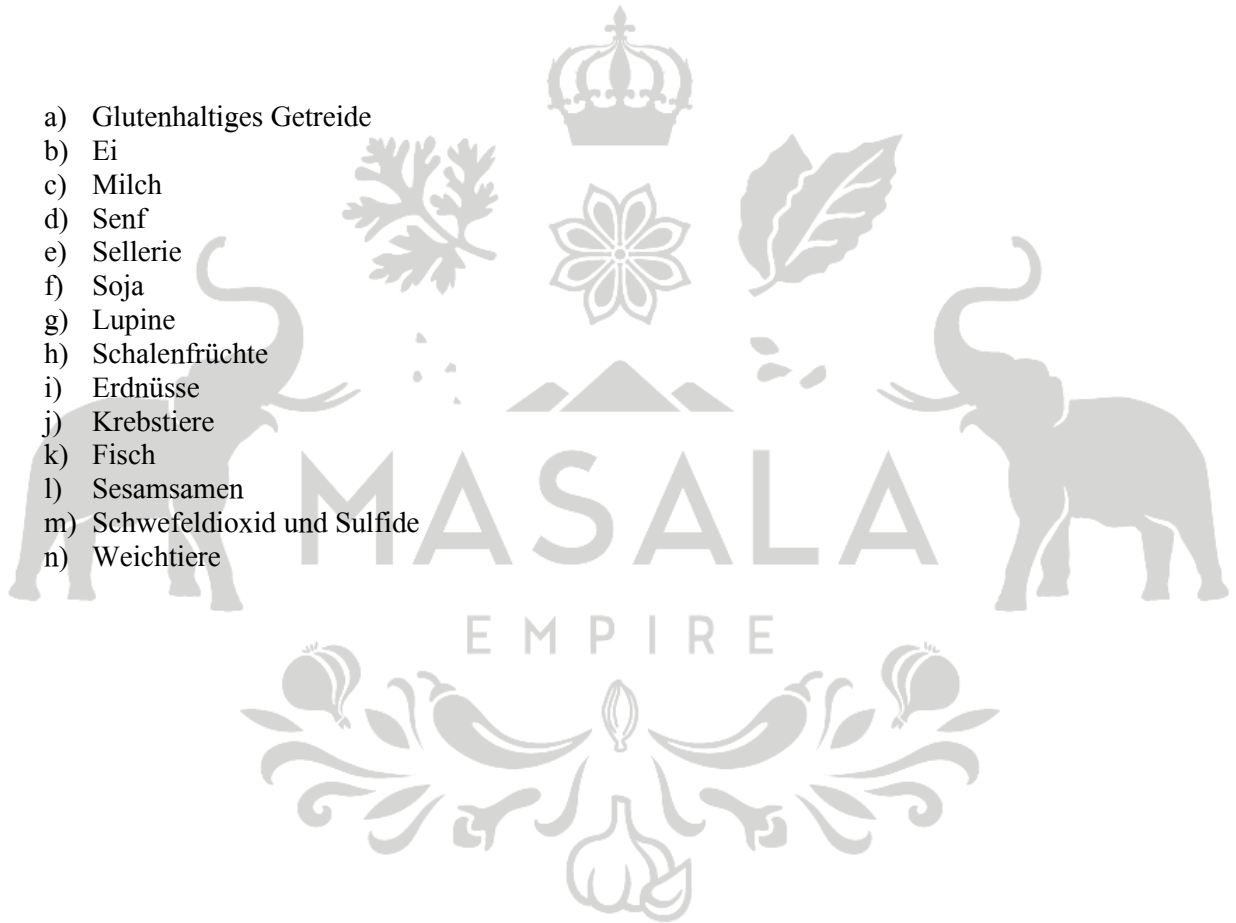 a) Glutenhaltiges Getreide
b) Ei
c) Milch
d) Senf
e) Sellerie
f) Soja
g) Lupine
h) Schalenfrüchte
i) Erdnüsse
j) Krebstiere
k) Fisch
l) Sesamsamen
m) Schwefeldioxid und Sulfide
n) Weichtiere
MASALA
EMPIRE